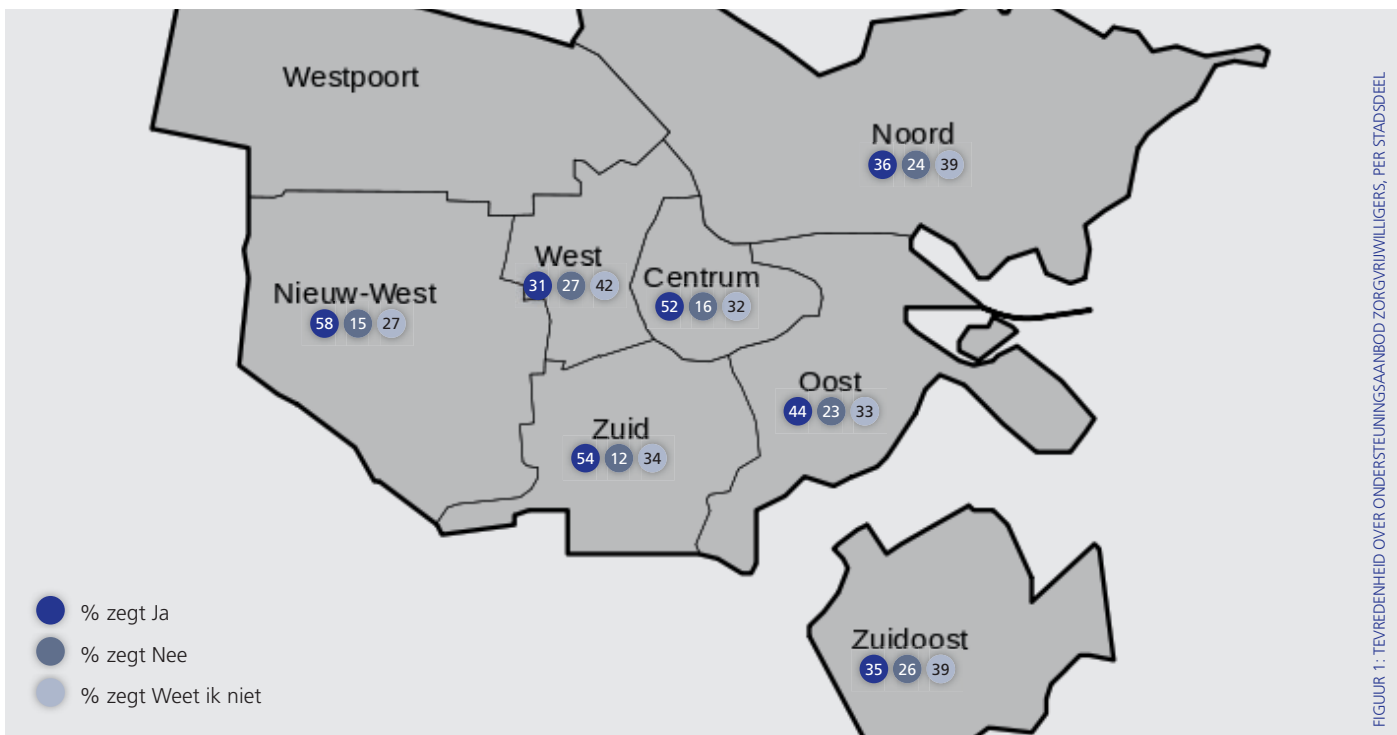 Westpoort
Noord
36 24 39
West
31 27 42
Centrum
52 16 32
Nieuw-West
58 15 27
Oost
44 23 33
Zuid
54 12 34
Zuidoost
35 26 39
% zegt Ja
% zegt Nee
% zegt Weet ik niet
FIGUUR 1: TEVREDENHEID OVER ONDERSTEUNINGSAANBOD ZORGVRIJWILLIGERS, PER STADSDEEL